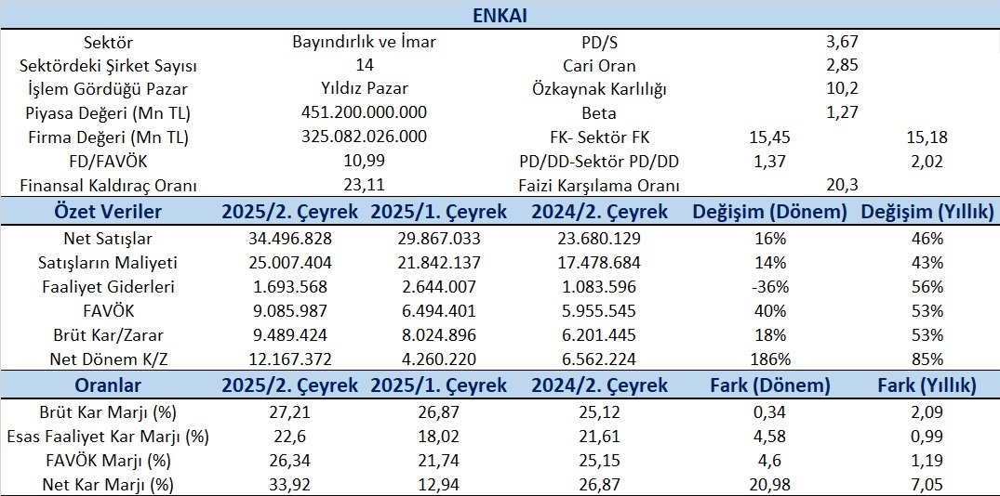 ENKAI
Sektör Bayındırlık ve İmar PD/S 3,67
Sektördeki Şirket Sayısı 14 Cari Oran 2,85
İşlem Gördüğü Pazar Yıldız Pazar Özkaynak Karlılığı 10,2
Piyasa Değeri (Mn TL) 451.200.000.000 Beta 1,27
Firma Değeri (Mn TL) 325.082.026.000 FK- Sektör FK 15,45 15,18
FD/FAVÖK 10,99 PD/DD-Sektör PD/DD 1,37 2,02
Finansal Kaldıraç Oranı 23,11 Faizi Karşılama Oranı 20,3
Özet Veriler 2025/2. Çeyrek 2025/1. Çeyrek 2024/2. Çeyrek Değişim (Dönem) Değişim (Yıllık)
Net Satışlar 34.496.828 29.867.033 23.680.129 16% 46%
Satışların Maliyeti 25.007.404 21.842.137 17.478.684 14% 43%
Faaliyet Giderleri 1.693.568 2.644.007 1.083.596 -36% 56%
FAVÖK 9.085.987 6.494.401 5.955.545 40% 53%
Brüt Kar/Zarar 9.489.424 8.024.896 6.201.445 18% 53%
Net Dönem K/Z 12.167.372 4.260.220 6.562.224 186% 85%
Oranlar 2025/2. Çeyrek 2025/1. Çeyrek 2024/2. Çeyrek Fark (Dönem) Fark (Yıllık)
Brüt Kar Marjı (%) 27,21 26,87 25,12 0,34 2,09
Esas Faaliyet Kar Marjı (%) 22,6 18,02 21,61 4,58 0,99
FAVÖK Marjı (%) 26,34 21,74 25,15 4,6 1,19
Net Kar Marjı (%) 33,92 12,94 26,87 20,98 7,05